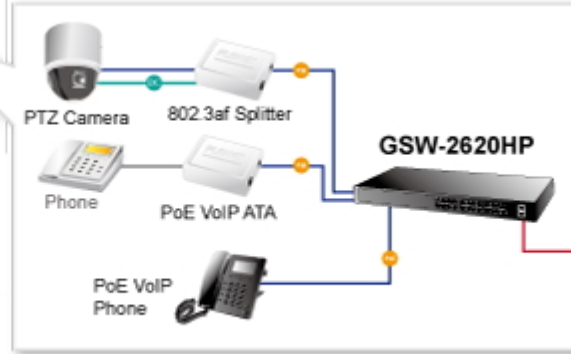 PTZ Camera
802.3af Splitter
GSW-2620HP
Phone
PoE VoIP ATA
PoE VoIP
Phone